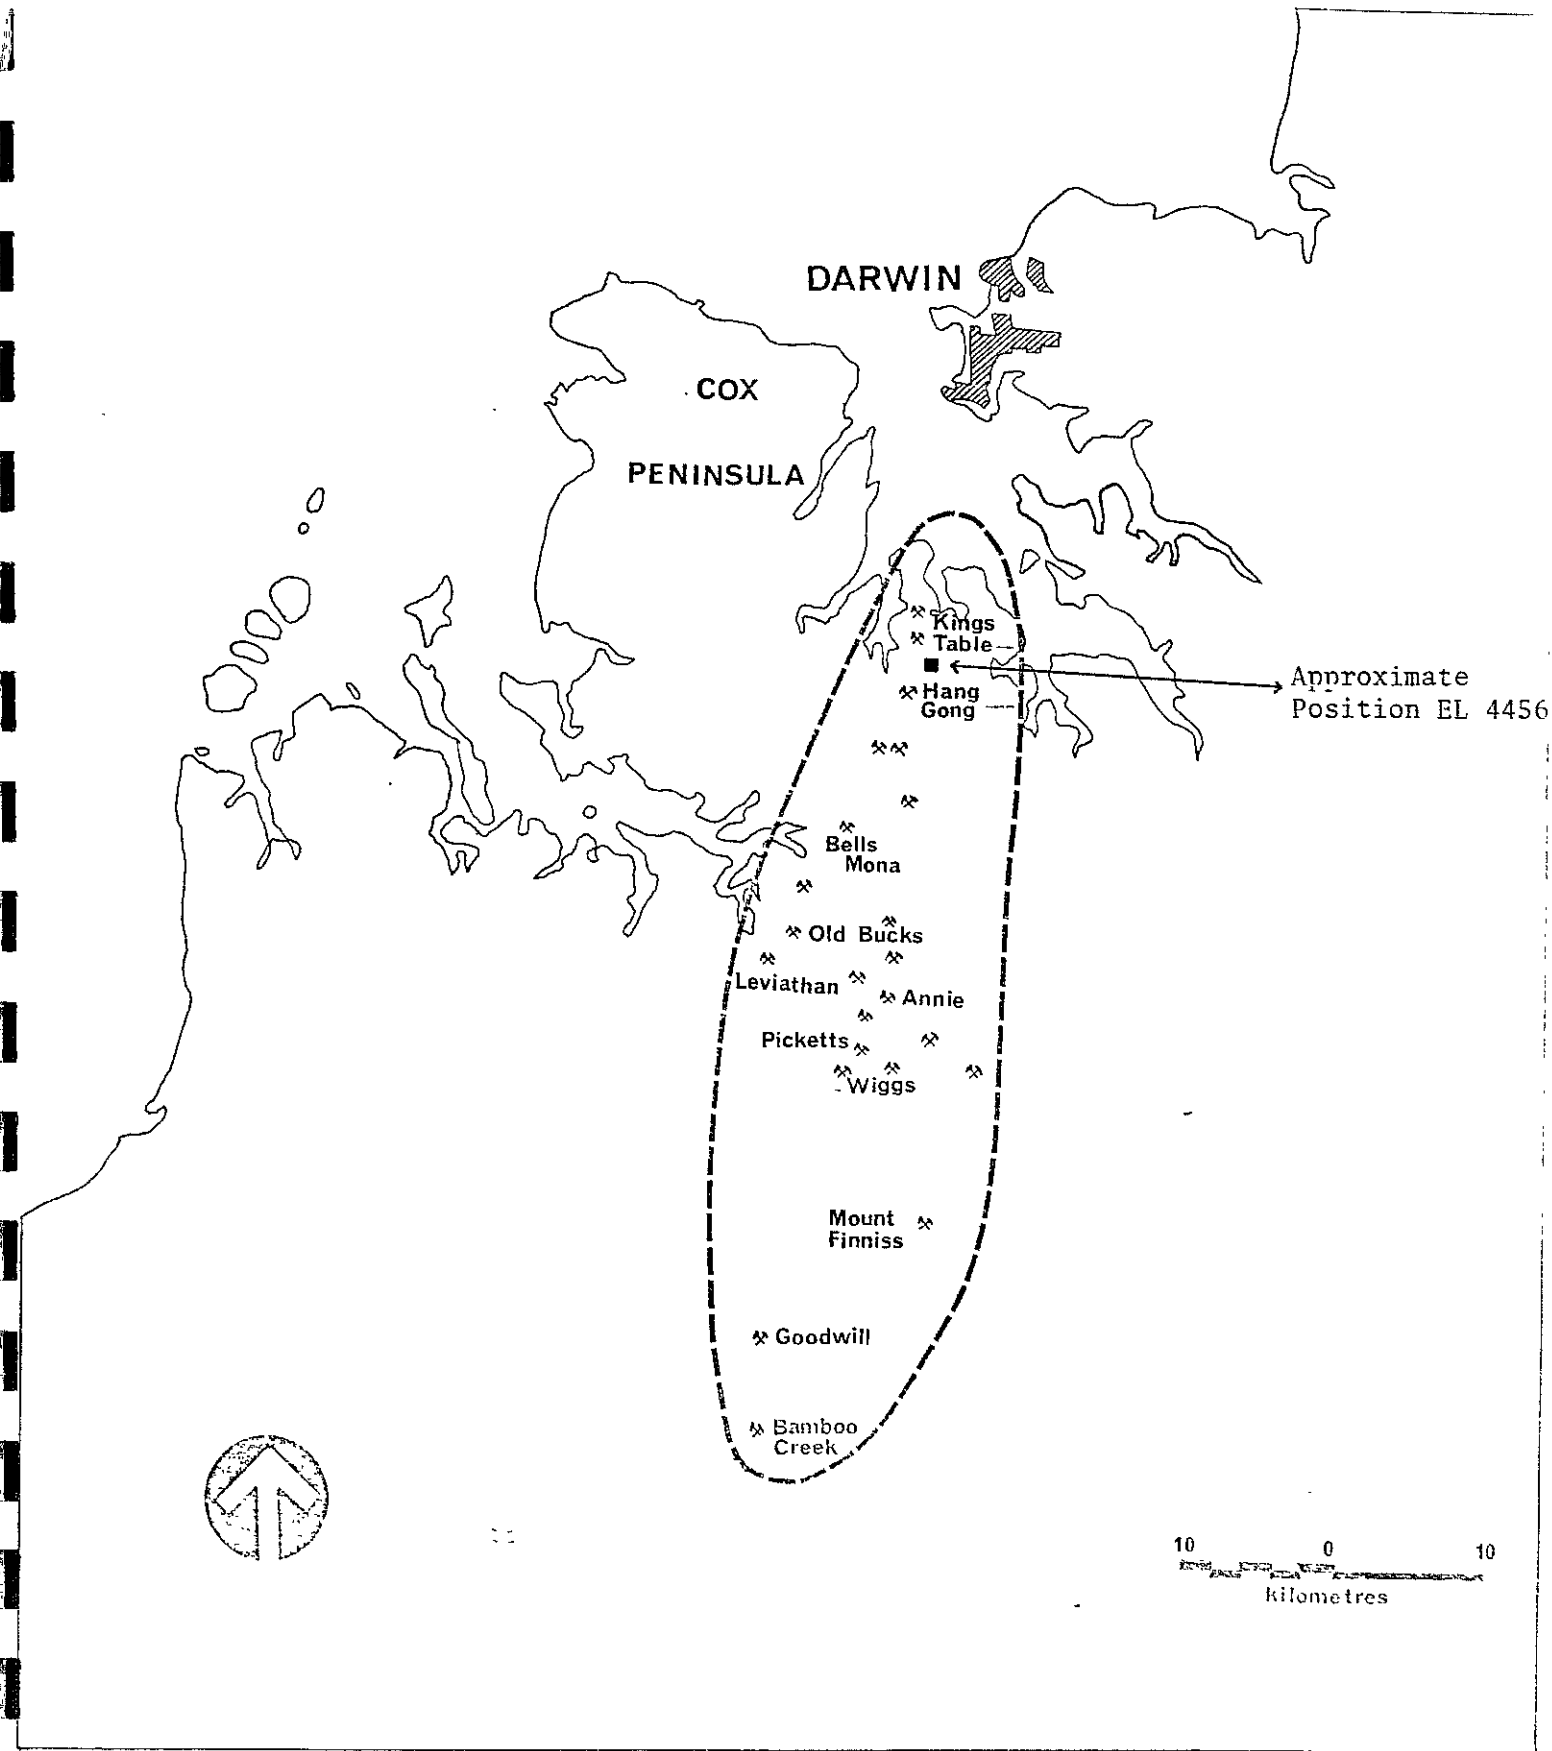 DARWIN
COX
PENINSULA
Kings
Table
Approximate
Position EL 4456
Hang
Gong
Bells
Mona
Old Bucks
Leviathan
Annie
Picketts
Wiggs
Mount
Finniss
Goodwill
Bamboo
Creek
10 0 10
kilometres